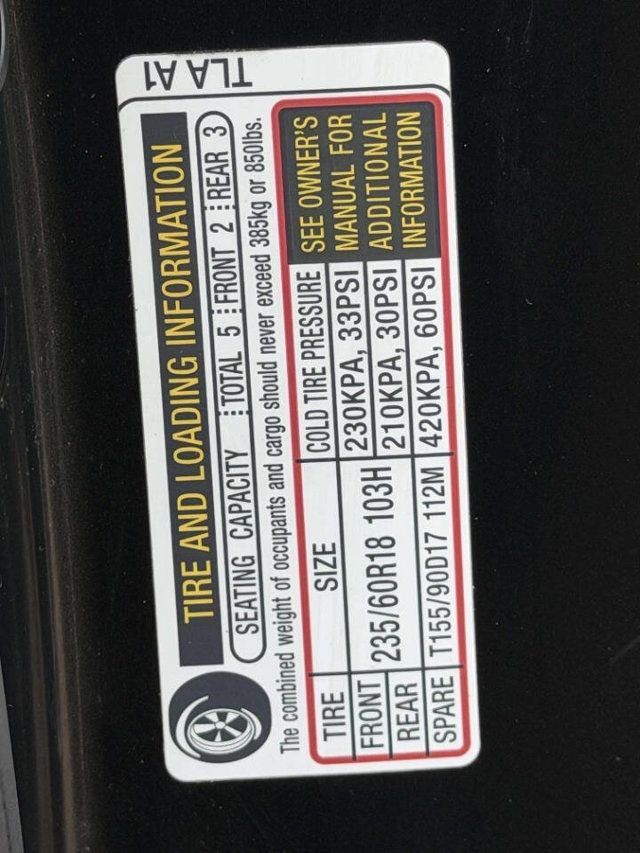 TLA A1
TIRE AND LOADING INFORMATION
SEATING CAPACITY TOTAL 5 FRONT 2 REAR 3
The combined weight of occupants and cargo should never exceed 385kg or 850lbs.
TIRE SIZE COLD TIRE PRESSURE
FRONT 235/60R18 103H 230KPA, 33PSI
REAR 210KPA, 30PSI
SPARE T155/90D17 112M 420KPA, 60PSI
SEE OWNER'S
MANUAL FOR
ADDITIONAL
INFORMATION